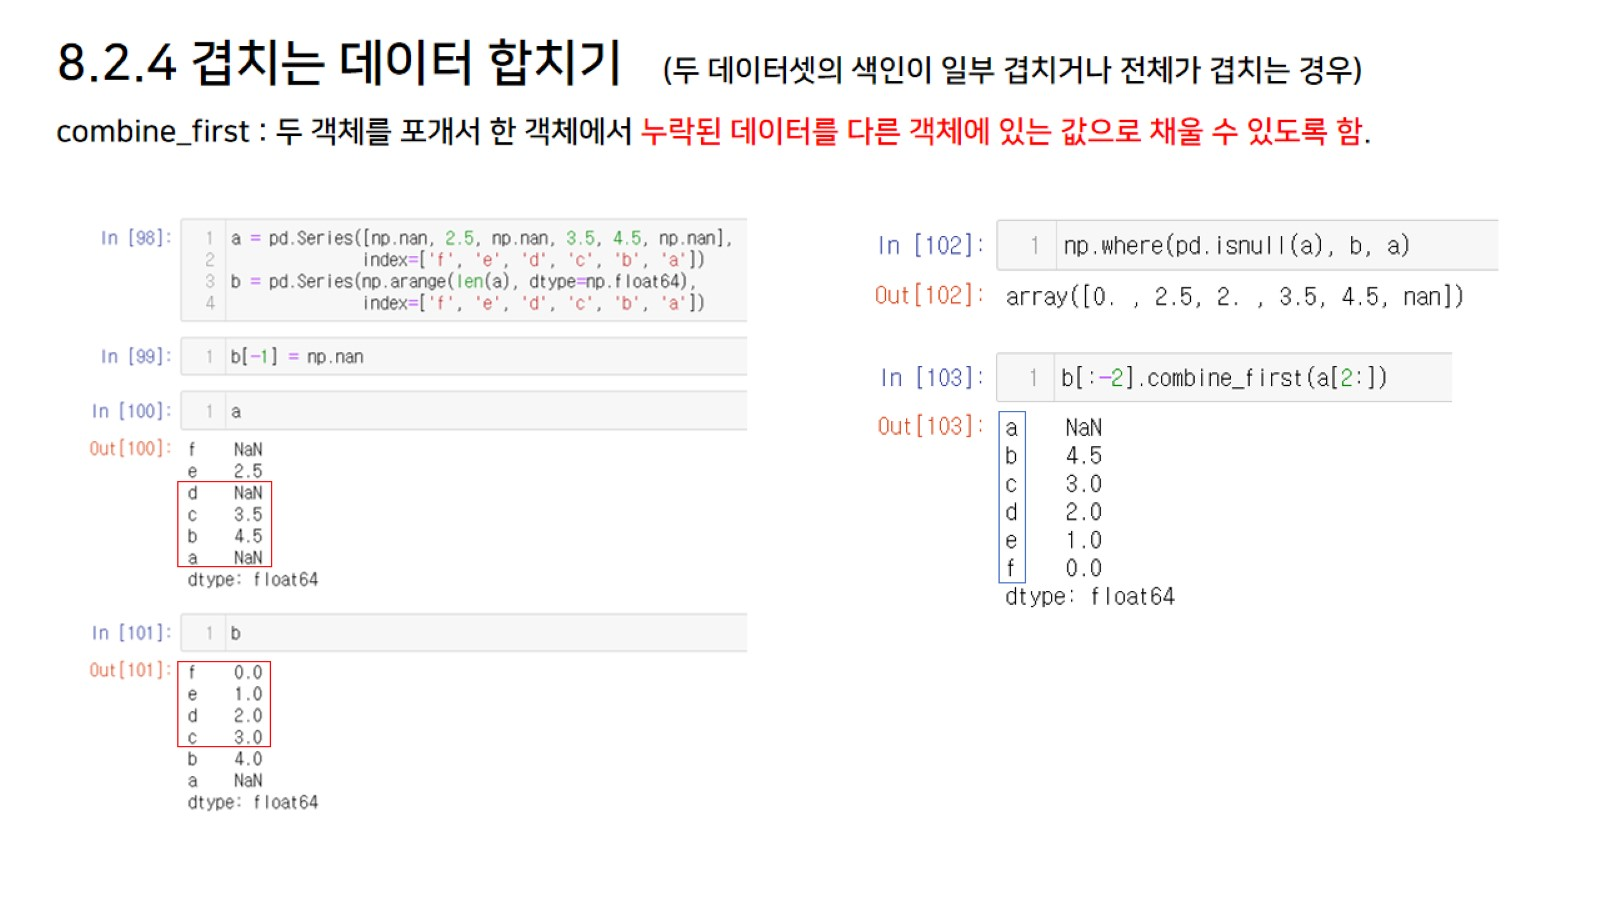 8.2.4 겹치는 데이터 합치기 (두 데이터셋의 색인이 일부 겹치거나 전체가 겹치는 경우)
combine_first : 두 객체를 포개서 한 객체에서 누락된 데이터를 다른 객체에 있는 값으로 채울 수 있도록 함.
In [98]: 1 a = pd.Series([np.nan, 2.5, np.nan, 3.5, 4.5, np.nan],
2 index=['f', 'e', 'd', 'c', 'b', 'a'])
3 b = pd.Series(np.arange(len(a), dtype=np.float64),
4 index=['f', 'e', 'd', 'c', 'b', 'a'])
In [99]: 1 b[-1] = np.nan
In [100]: 1 a
Out[100]: f NaN
e 2.5
d NaN
c 3.5
b 4.5
a NaN
dtype: float64
In [101]: 1 b
Out[101]: f 0.0
e 1.0
d 2.0
c 3.0
b 4.0
a NaN
dtype: float64
In [102]: 1 np.where(pd.isnull(a), b, a)
Out[102]: array([0. , 2.5, 2. , 3.5, 4.5, nan])
In [103]: 1 b[:-2].combine_first(a[2:])
Out[103]: a NaN
b 4.5
c 3.0
d 2.0
e 1.0
f 0.0
dtype: float64